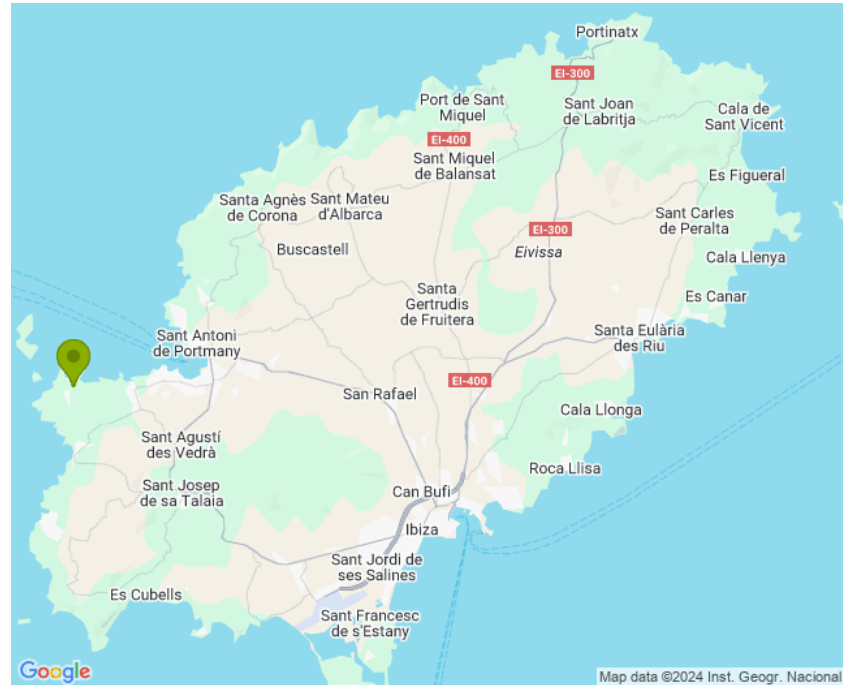 Portinatx
EI-300
Port de Sant
Miquel
Sant Joan
de Labritja
Cala de
Sant Vicent
EI-400
Sant Miquel
de Balansat
Es Figueral
Santa Agnès
de Corona
Sant Mateu
d'Albarca
Sant Carles
de Peralta
EI-300
Buscastell
Eivissa
Cala Llenya
Santa
Gertrudis
de Fruitera
Es Canar
Sant Antoni
de Portmany
Santa Eulària
des Riu
EI-400
San Rafael
Cala Llonga
Sant Agustí
des Vedrà
Roca Llisa
Sant Josep
de sa Talaia
Can Bufí
Ibiza
Sant Jordi de
ses Salines
Es Cubells
Sant Francesc
de s'Estany
Google
Map data ©2024 Inst. Geogr. Nacional